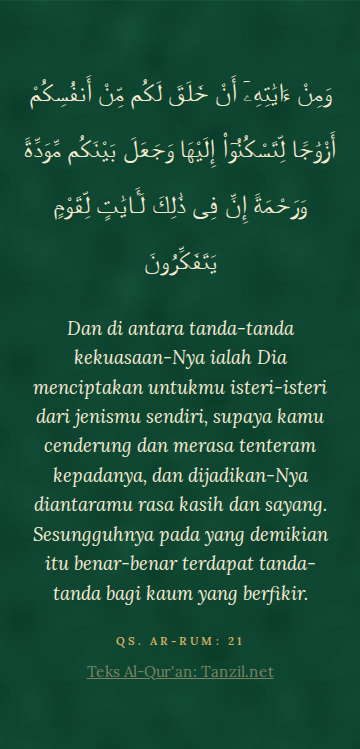 وَمِنْ ءَايَٰتِهِۦٓ أَنْ خَلَقَ لَكُم مِّنْ أَنفُسِكُمْ
أَزْوَٰجًا لِّتَسْكُنُوٓا۟ إِلَيْهَا وَجَعَلَ بَيْنَكُم مَّوَدَّةً
وَرَحْمَةً إِنَّ فِى ذَٰلِكَ لَـَٔايَٰتٍ لِّقَوْمٍ
يَتَفَكَّرُونَ
Dan di antara tanda-tanda
kekuasaan-Nya ialah Dia
menciptakan untukmu isteri-isteri
dari jenismu sendiri, supaya kamu
cenderung dan merasa tenteram
kepadanya, dan dijadikan-Nya
diantaramu rasa kasih dan sayang.
Sesungguhnya pada yang demikian
itu benar-benar terdapat tanda-
tanda bagi kaum yang berfikir.
QS. AR-RUM: 21
Teks Al-Qur'an: Tanzil.net